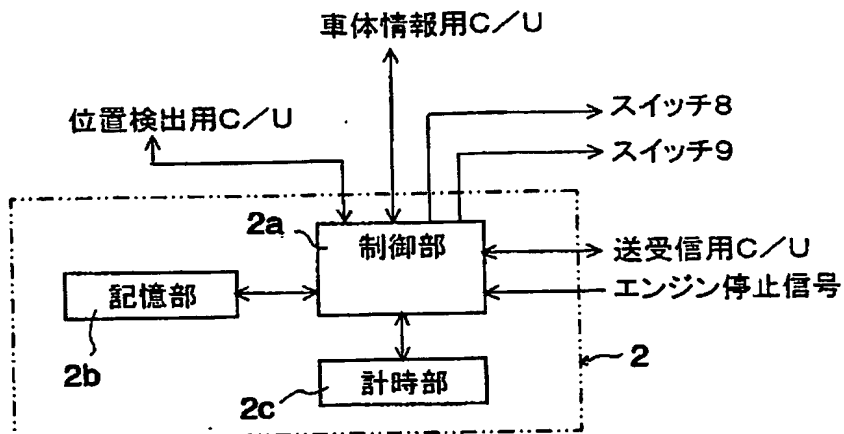 車体情報用C／U
スイッチ8
位置検出用C／U
スイッチ9
2a
制御部
送受信用C／U
記憶部
エンジン停止信号
2b
2
2c
計時部